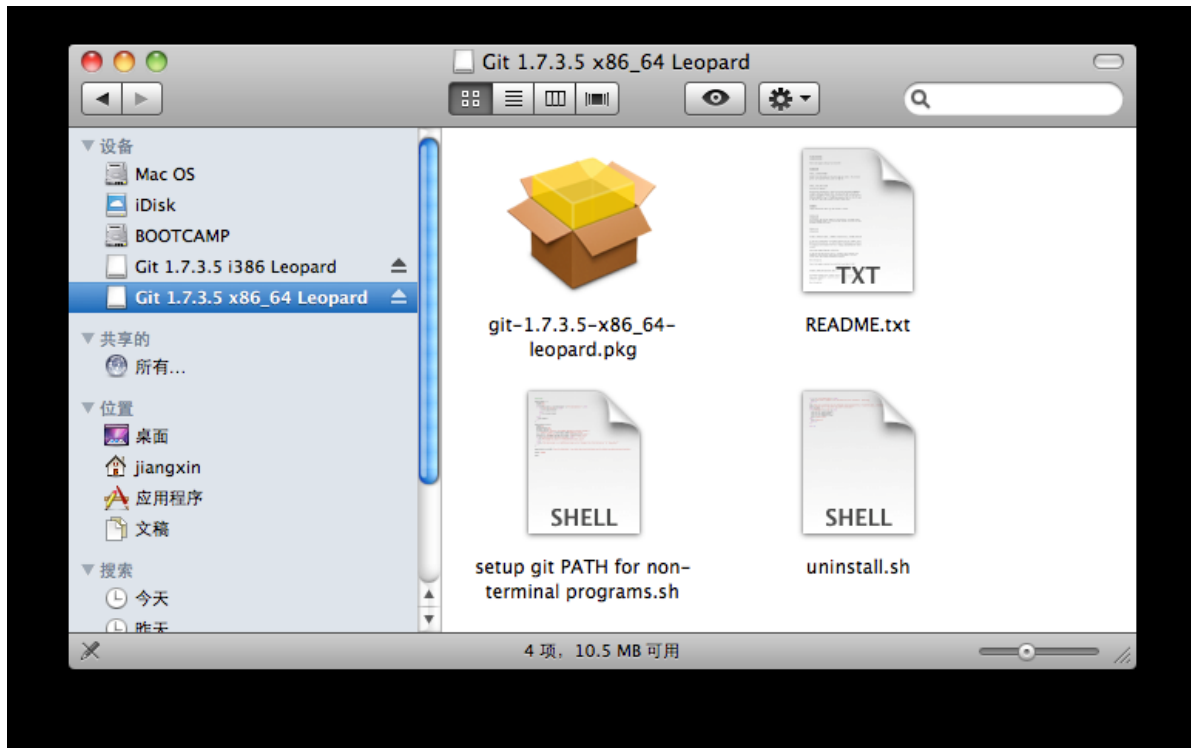 Git 1.7.3.5 x86_64 Leopard
设备
Mac OS
iDisk
BOOTCAMP
Git 1.7.3.5 i386 Leopard
Git 1.7.3.5 x86_64 Leopard
共享的
所有...
位置
桌面
jiangxin
应用程序
文稿
搜索
今天
昨天
TXT
git-1.7.3.5-x86_64-
leopard.pkg
README.txt
SHELL
SHELL
setup git PATH for non-
terminal programs.sh
uninstall.sh
4 项，10.5 MB 可用